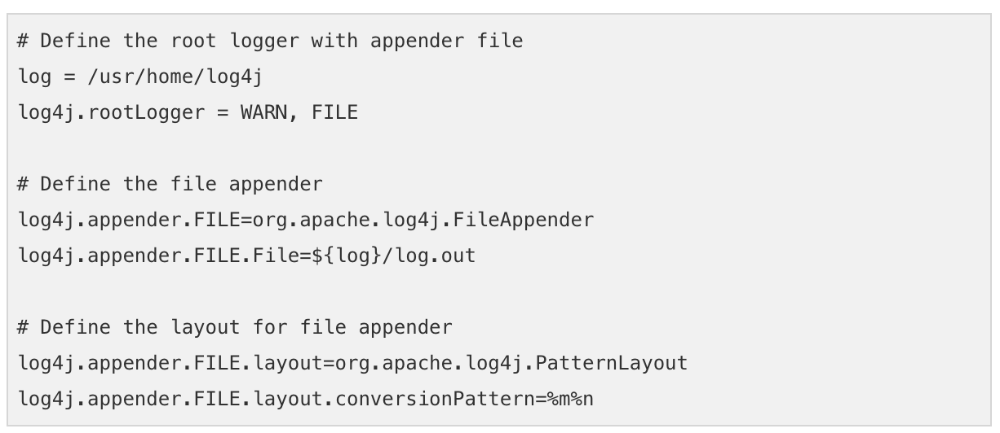 # Define the root logger with appender file
log = /usr/home/log4j
log4j.rootLogger = WARN, FILE
# Define the file appender
log4j.appender.FILE=org.apache.log4j.FileAppender
log4j.appender.FILE.File=${log}/log.out
# Define the layout for file appender
log4j.appender.FILE.layout=org.apache.log4j.PatternLayout
log4j.appender.FILE.layout.conversionPattern=%m%n